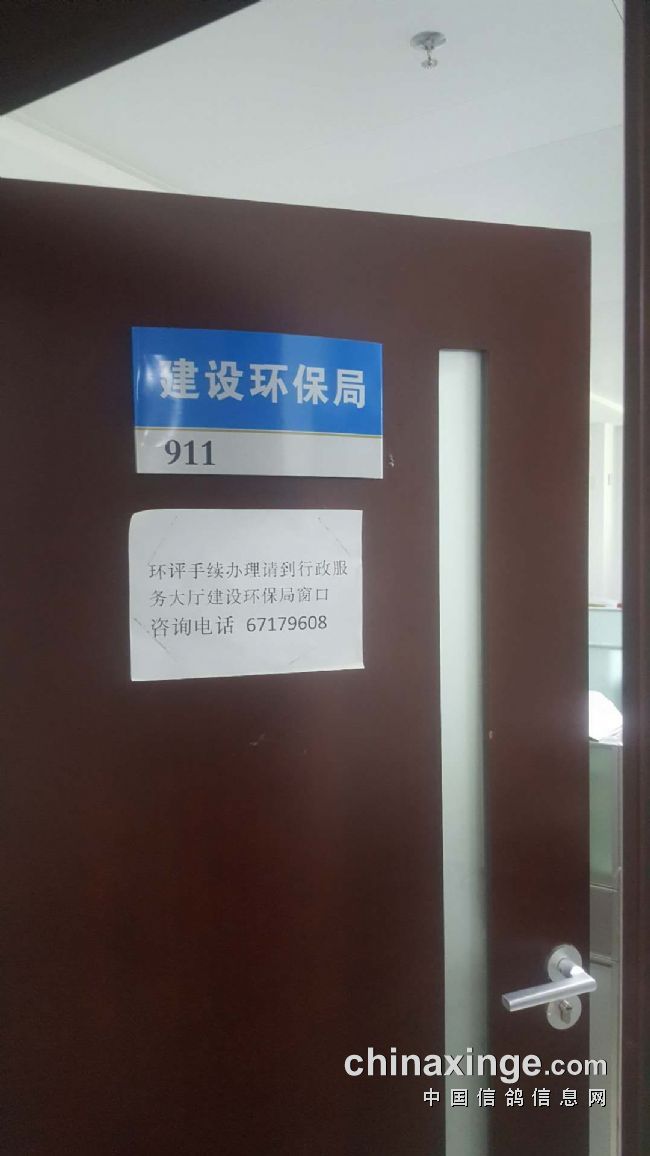 建设环保局
911
环评手续办理请到行政服
务大厅建设环保局窗口
咨询电话 67179608
chinaxinge.com
中国信鸽信息网